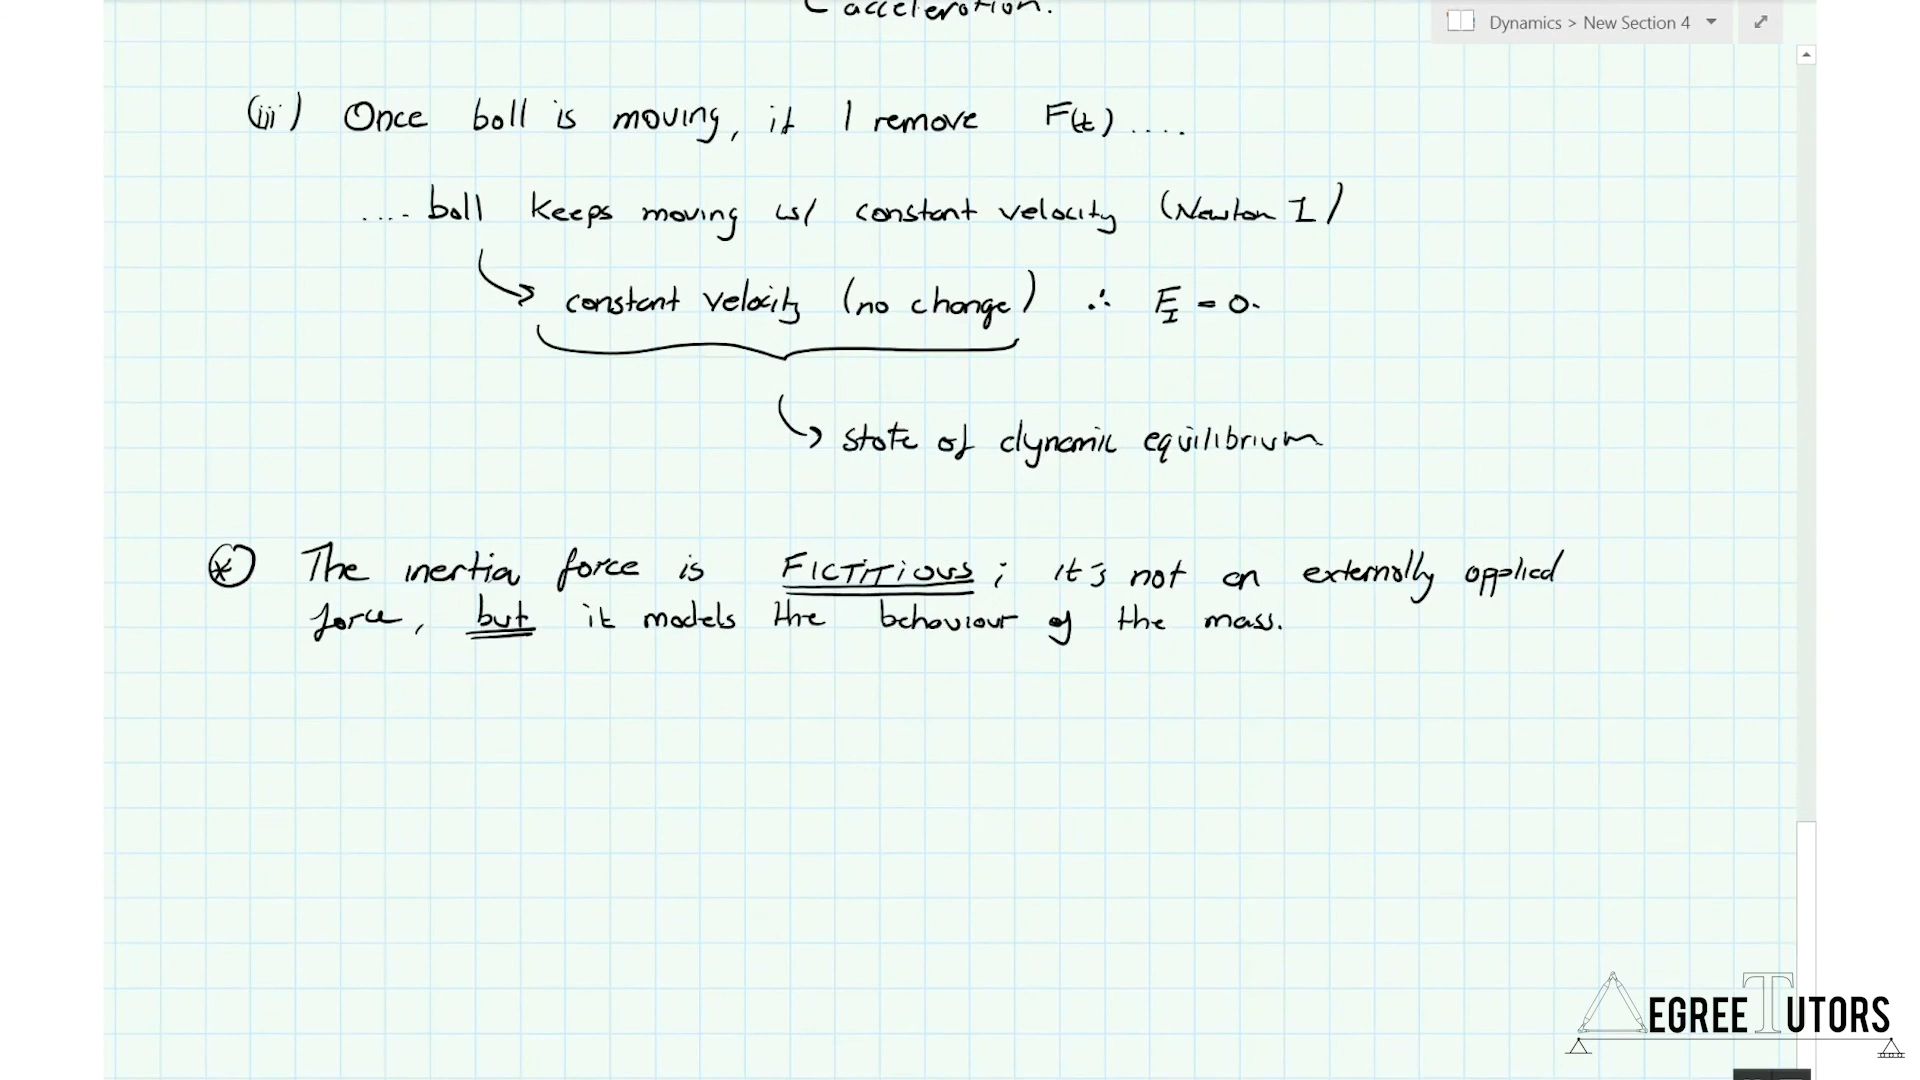 acceleration.
Dynamics > New Section 4
(iii) Once ball is moving, if I remove F(t) ....
.... ball keeps moving w/ constant velocity (Newton I)
constant velocity (no change) ∴ F_I = 0.
state of dynamic equilibrium
* The inertia force is FICTITIOUS ; it's not an externally applied
force, but it models the behaviour of the mass.
DEGREE TUTORS